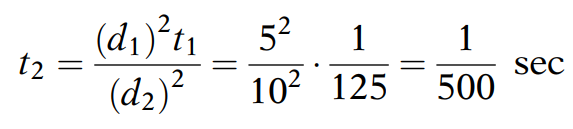 t₂ = (d₁)²t₁ / (d₂)² = 5² / 10² · 1 / 125 = 1 / 500 sec